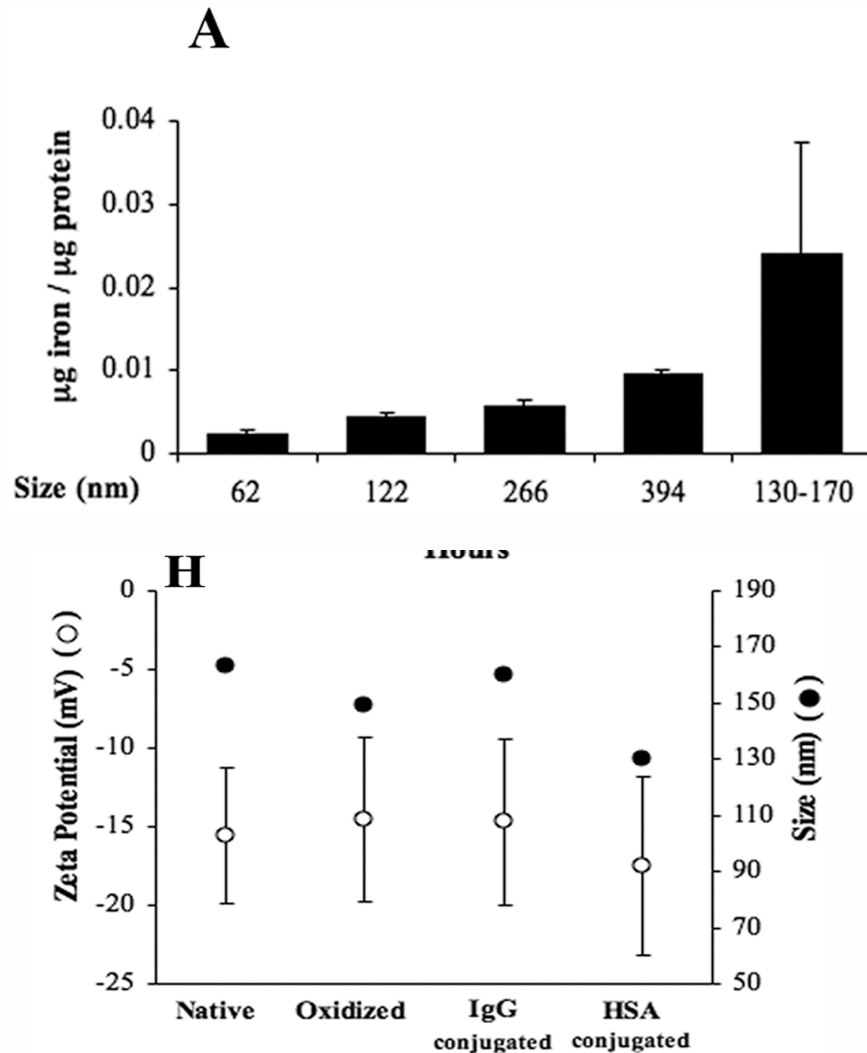 A
µg iron / µg protein
0.04
0.03
0.02
0.01
0
Size (nm) 62 122 266 394 130-170
Hours
H
Zeta Potential (mV) (○)
0
-5
-10
-15
-20
-25
190
170
150
130
110
90
70
50
Size (nm) (●)
Native Oxidized IgG conjugated HSA conjugated